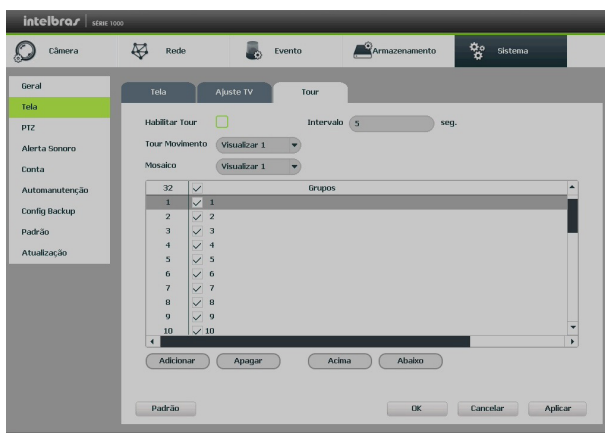 intelbras SÉRIE 1000
Câmera Rede Evento Armazenamento Sistema
Geral
Tela
PTZ
Alerta Sonoro
Conta
Automanutenção
Config Backup
Padrão
Atualização
Tela Ajuste TV Tour
Habilitar Tour Intervalo 5 seg.
Tour Movimento Visualizar 1
Mosaico Visualizar 1
32 Grupos
1 1
2 2
3 3
4 4
5 5
6 6
7 7
8 8
9 9
10 10
Adicionar Apagar Acima Abaixo
Padrão OK Cancelar Aplicar